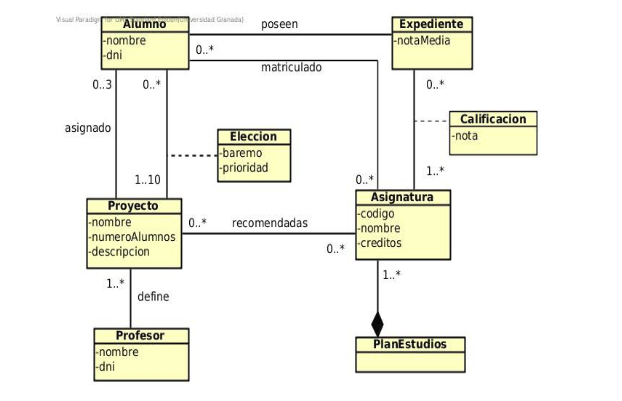 Visual Paradigm for UML
(Universidad Granada)
Alumno
-nombre
-dni
poseen
Expediente
-notaMedia
0..*
matriculado
0..3
0..*
0..*
asignado
Calificacion
-nota
Eleccion
-baremo
-prioridad
1..*
1..10
0..*
Proyecto
-nombre
-numeroAlumnos
-descripcion
Asignatura
-codigo
-nombre
-creditos
0..*
recomendadas
0..*
1..*
1..*
define
Profesor
-nombre
-dni
PlanEstudios